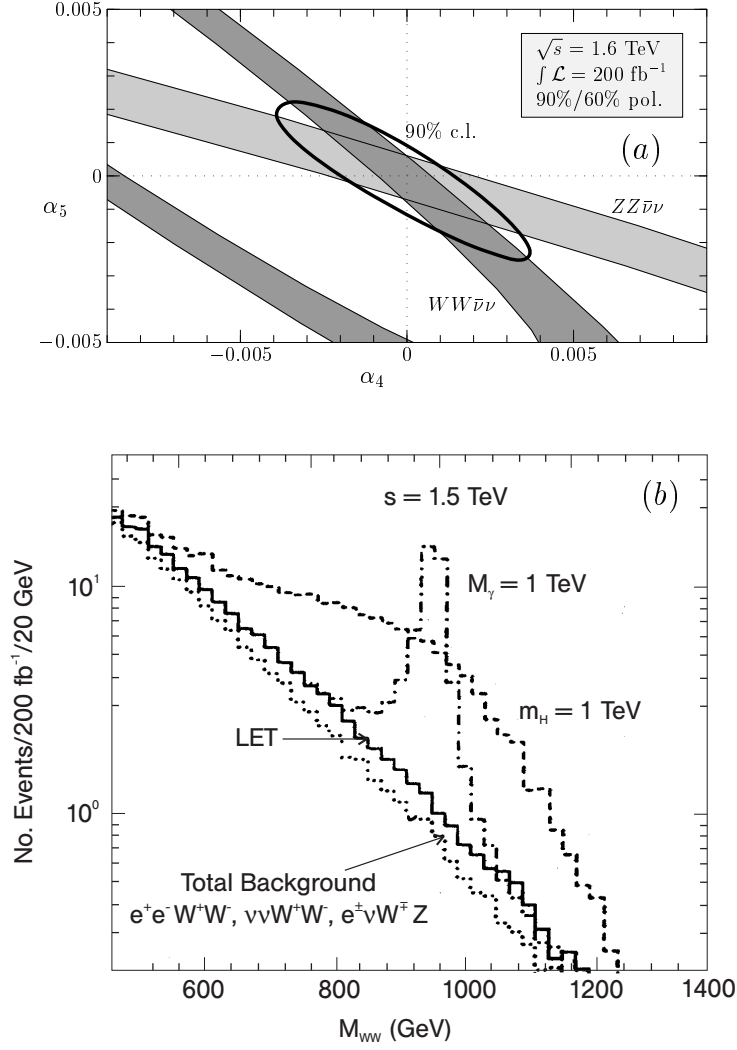 0.005
√s = 1.6 TeV
∫ℒ = 200 fb⁻¹
90%/60% pol.
90% c.l.
(a)
0
α₅
ZZν̄ν
WWν̄ν
−0.005
−0.005
0
0.005
α₄
(b)
s = 1.5 TeV
10¹
Mᵧ = 1 TeV
m_H = 1 TeV
LET
No. Events/200 fb⁻¹/20 GeV
10⁰
Total Background
e⁺e⁻W⁺W⁻, ννW⁺W⁻, e±νW∓Z
600
800
1000
1200
1400
M_WW (GeV)